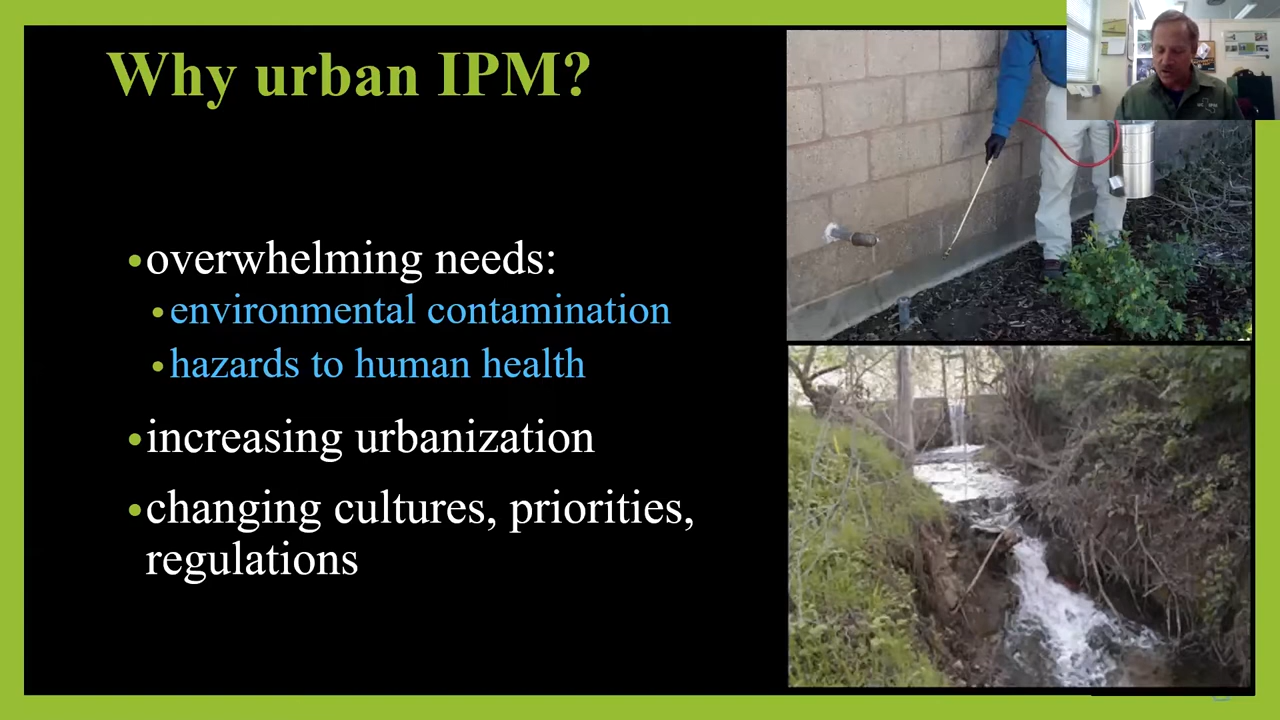 Why urban IPM?
•overwhelming needs:
•environmental contamination
•hazards to human health
•increasing urbanization
•changing cultures, priorities,
regulations